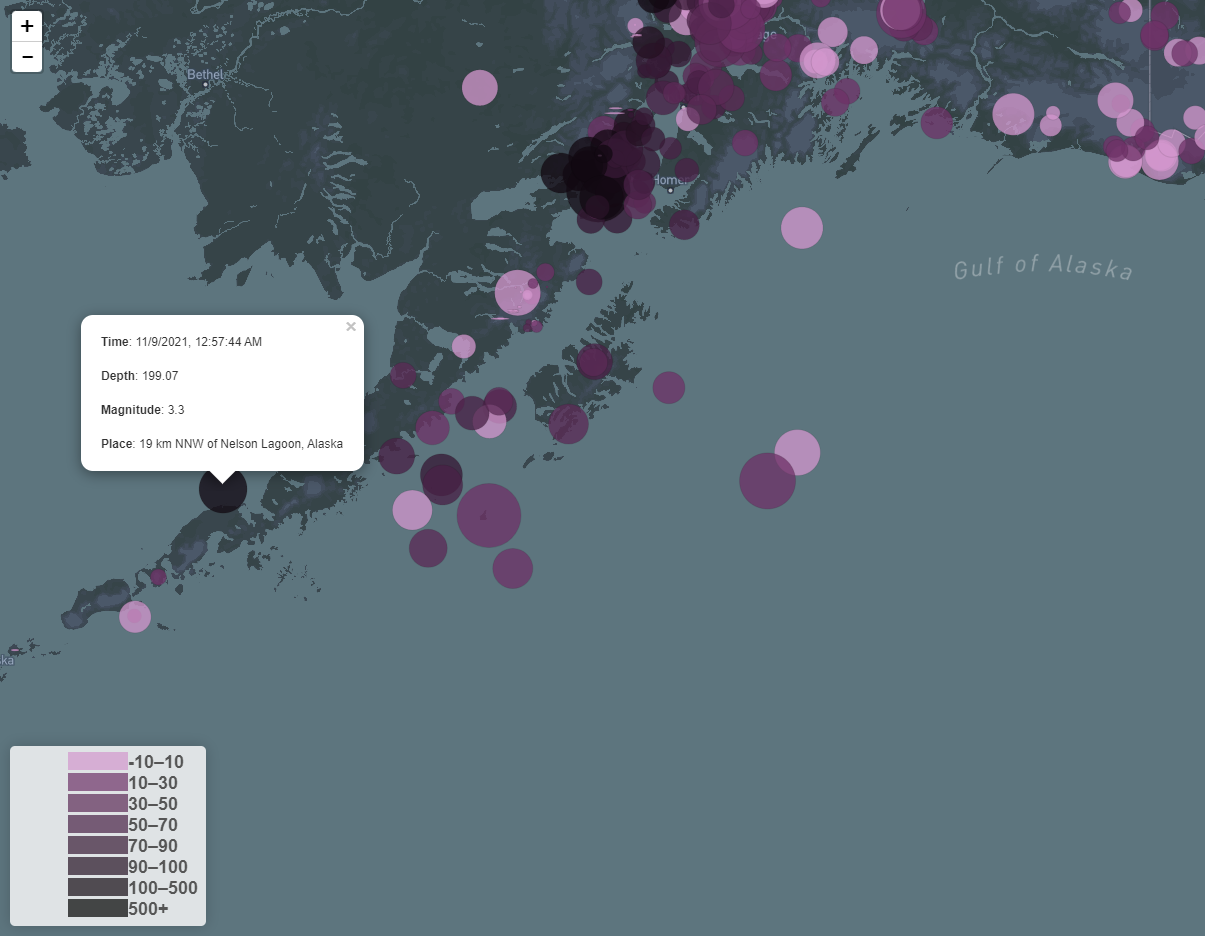 +
−
Bethel
Gulf of Alaska
×
Time: 11/9/2021, 12:57:44 AM
Depth: 199.07
Magnitude: 3.3
Place: 19 km NNW of Nelson Lagoon, Alaska
-10–10
10–30
30–50
50–70
70–90
90–100
100–500
500+